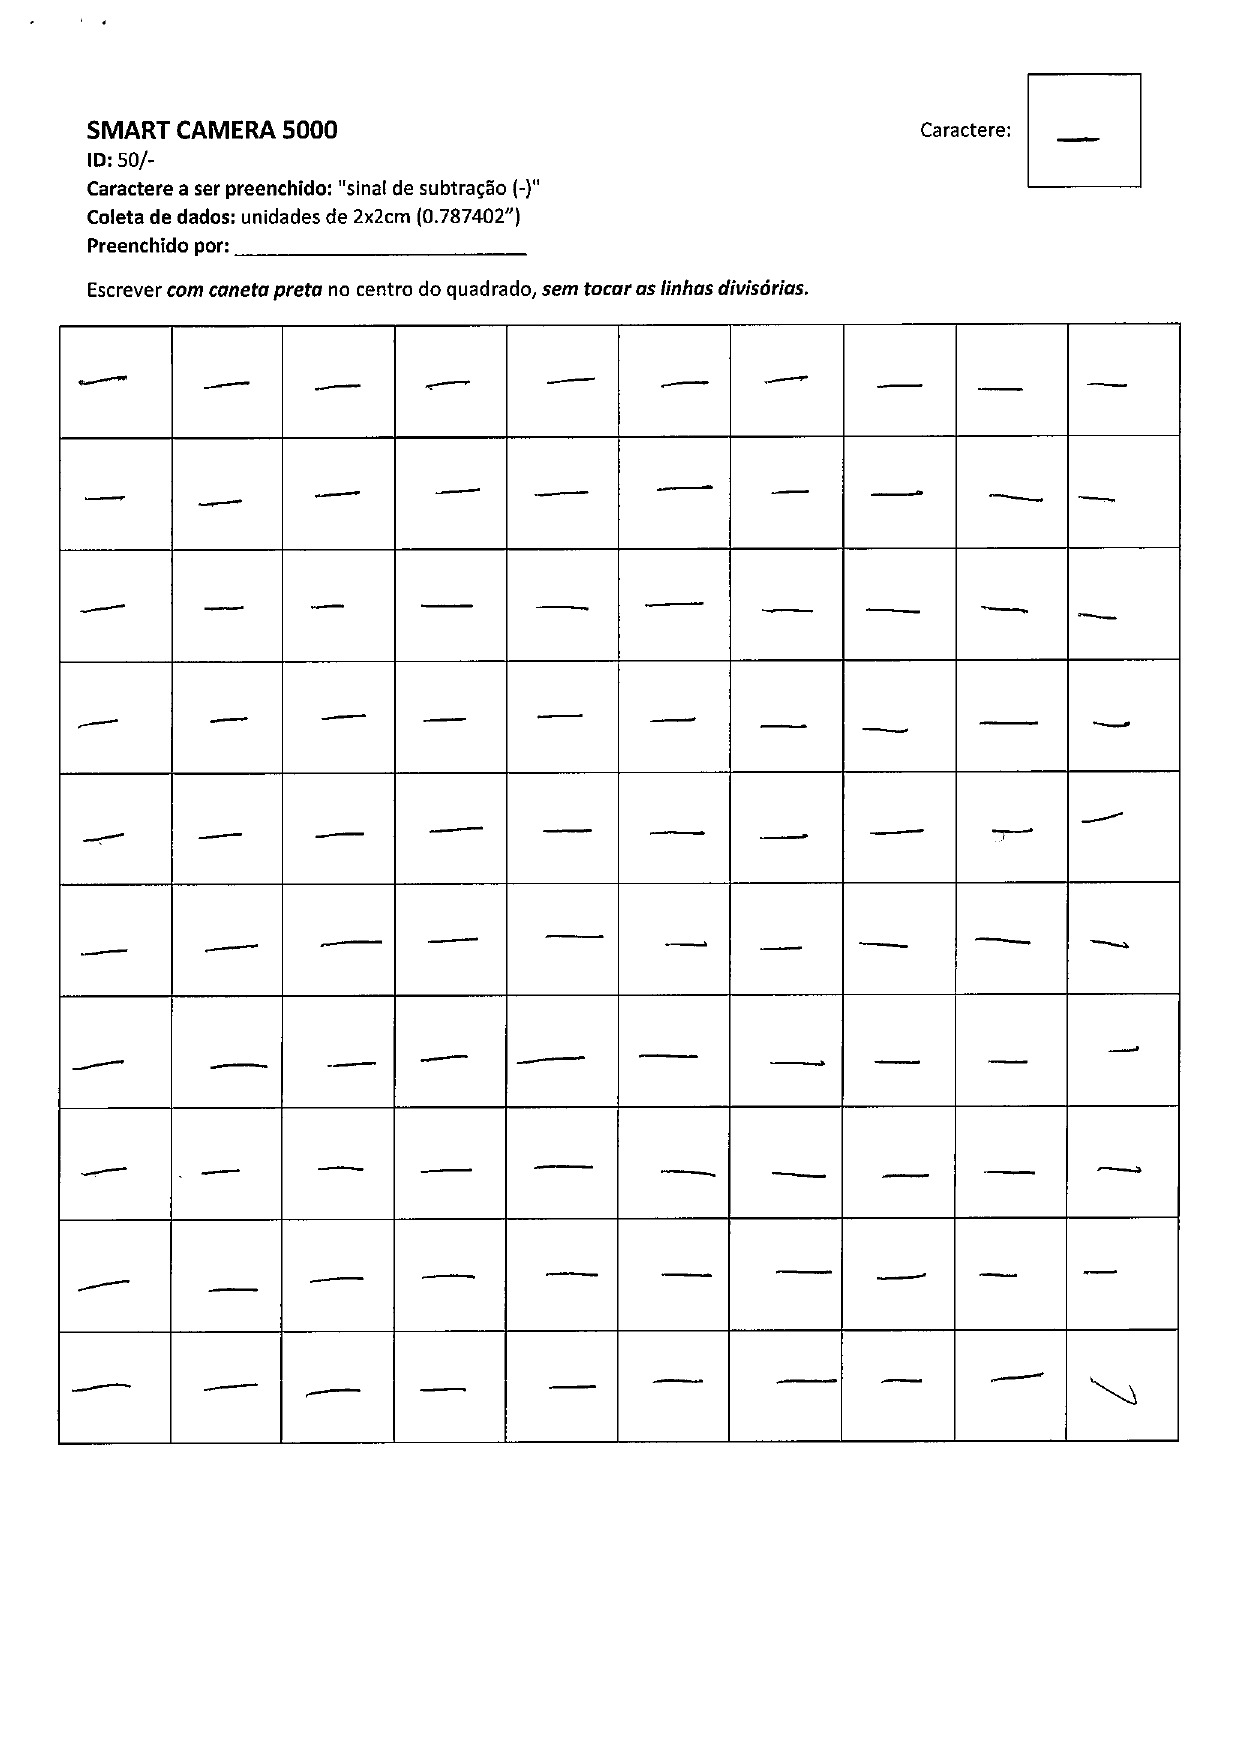 SMART CAMERA 5000
Caractere: —
ID: 50/-
Caractere a ser preenchido: "sinal de subtração (-)"
Coleta de dados: unidades de 2x2cm (0.787402”)
Preenchido por: ____________________
Escrever com caneta preta no centro do quadrado, sem tocar as linhas divisórias.
— — — — — — — — — —
— — — — — — — — — —
— — — — — — — — — —
— — — — — — — — — —
— — — — — — — — — —
— — — — — — — — — —
— — — — — — — — — —
— — — — — — — — — —
— — — — — — — — — —
— — — — — — — — —